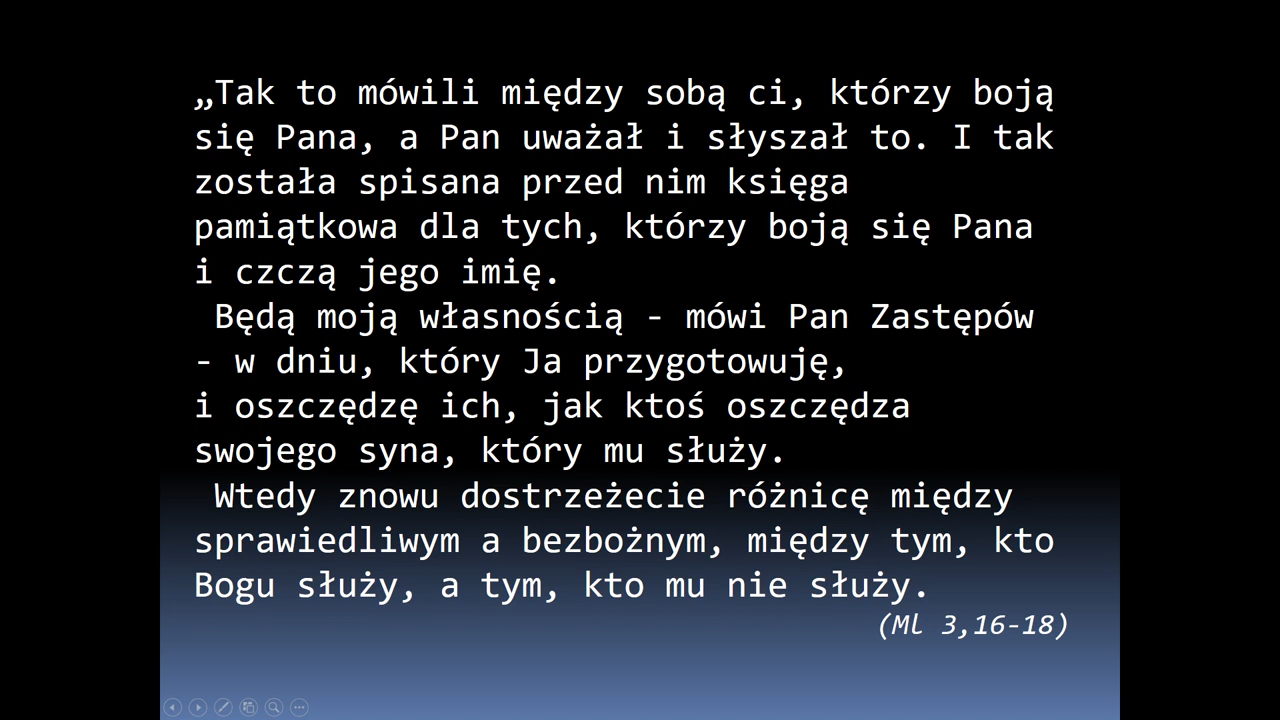 „Tak to mówili między sobą ci, którzy boją
się Pana, a Pan uważał i słyszał to. I tak
została spisana przed nim księga
pamiątkowa dla tych, którzy boją się Pana
i czczą jego imię.
Będą moją własnością - mówi Pan Zastępów
- w dniu, który Ja przygotowuję,
i oszczędzę ich, jak ktoś oszczędza
swojego syna, który mu służy.
Wtedy znowu dostrzeżecie różnicę między
sprawiedliwym a bezbożnym, między tym, kto
Bogu służy, a tym, kto mu nie służy.
(Ml 3,16-18)